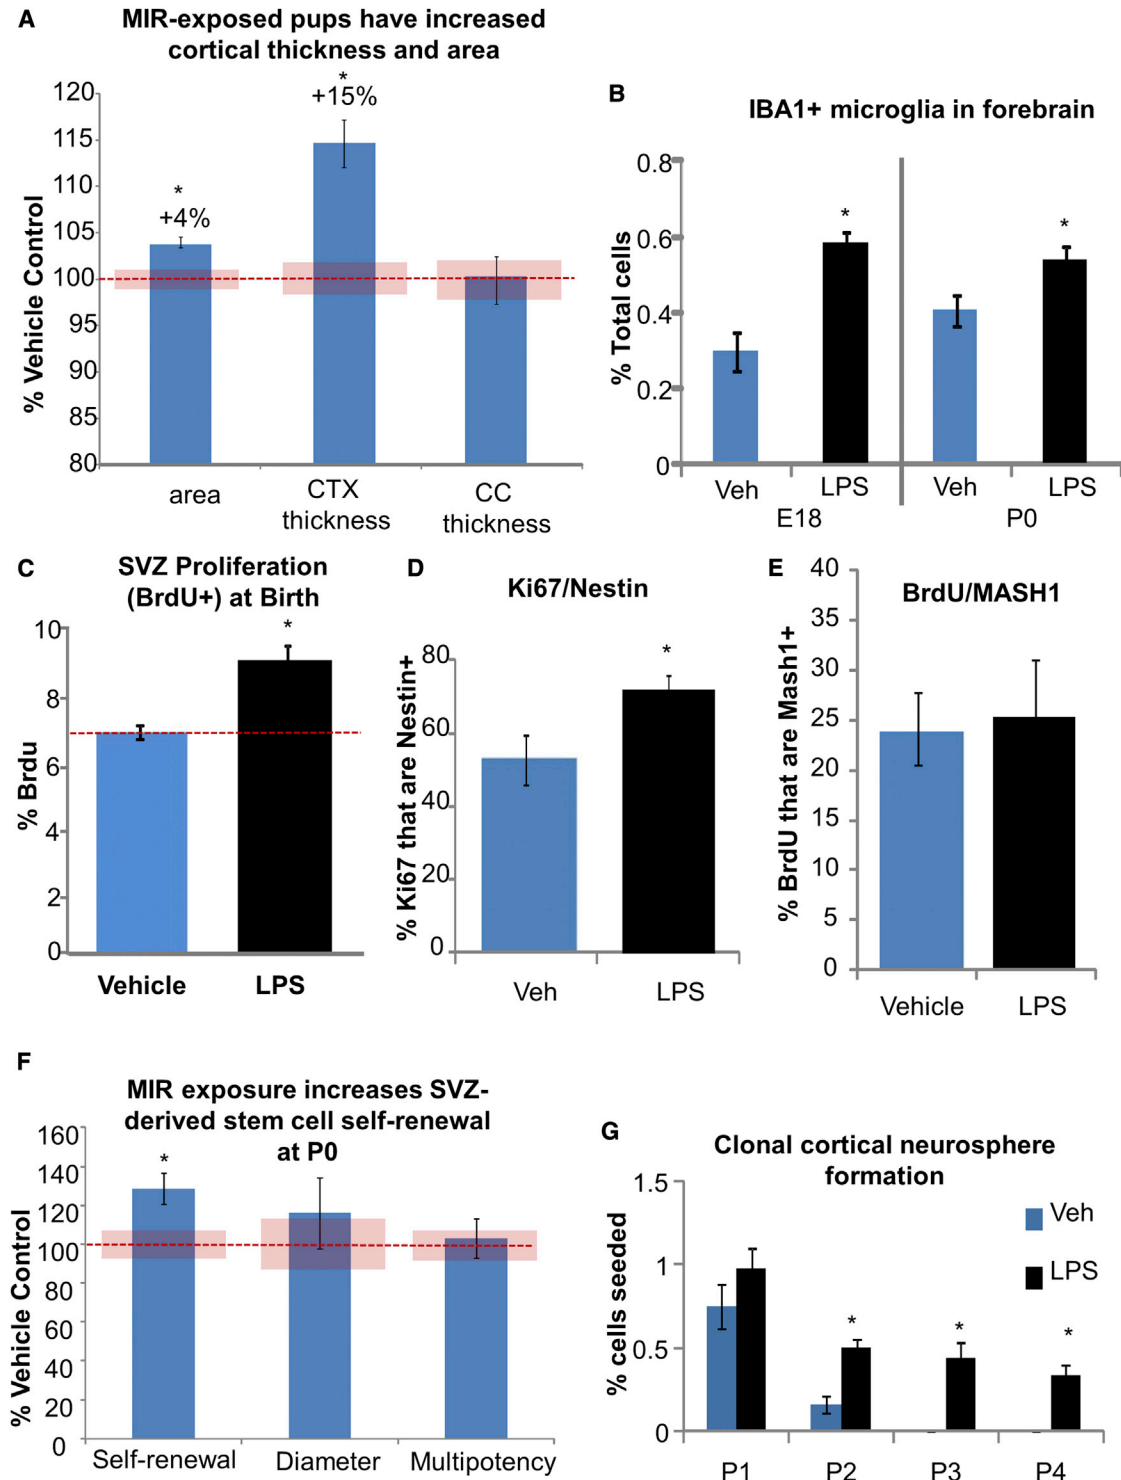 A
MIR-exposed pups have increased
cortical thickness and area
% Vehicle Control
120
115
110
105
100
95
90
85
80
*
+4%
*
+15%
area
CTX
thickness
CC
thickness
B
IBA1+ microglia in forebrain
% Total cells
0.8
0.6
0.4
0.2
0
*
*
Veh
LPS
Veh
LPS
E18
P0
C
SVZ Proliferation
(BrdU+) at Birth
% Brdu
10
8
6
4
2
0
*
Vehicle
LPS
D
Ki67/Nestin
% Ki67 that are Nestin+
80
60
40
20
0
*
Veh
LPS
E
BrdU/MASH1
% BrdU that are Mash1+
40
35
30
25
20
15
10
5
0
Vehicle
LPS
F
MIR exposure increases SVZ-
derived stem cell self-renewal
at P0
% Vehicle Control
160
140
120
100
80
60
40
20
0
*
Self-renewal
Diameter
Multipotency
G
Clonal cortical neurosphere
formation
% cells seeded
1.5
1
0.5
0
Veh
LPS
*
*
*
P1
P2
P3
P4